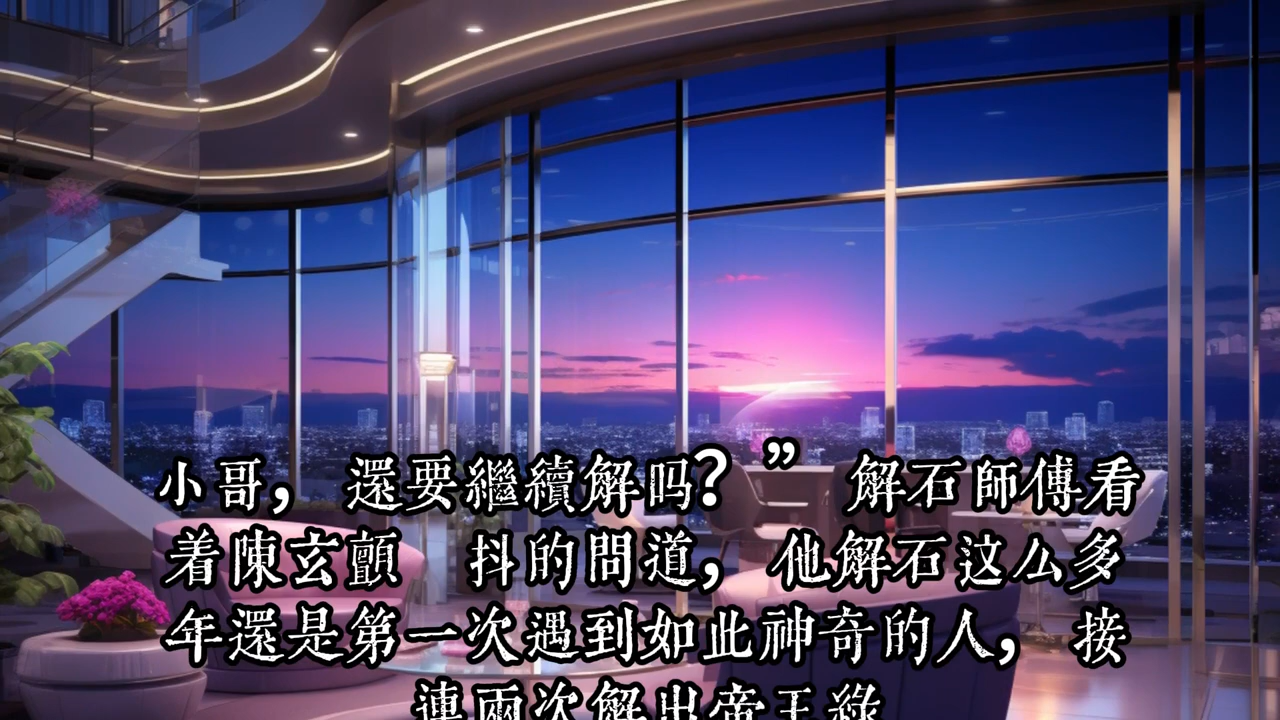 小哥， 還要繼續解吗？” 解石師傅看
着陳玄顫 抖的問道，他解石这么多
年還是第一次遇到如此神奇的人， 接
連兩次解出帝王綠